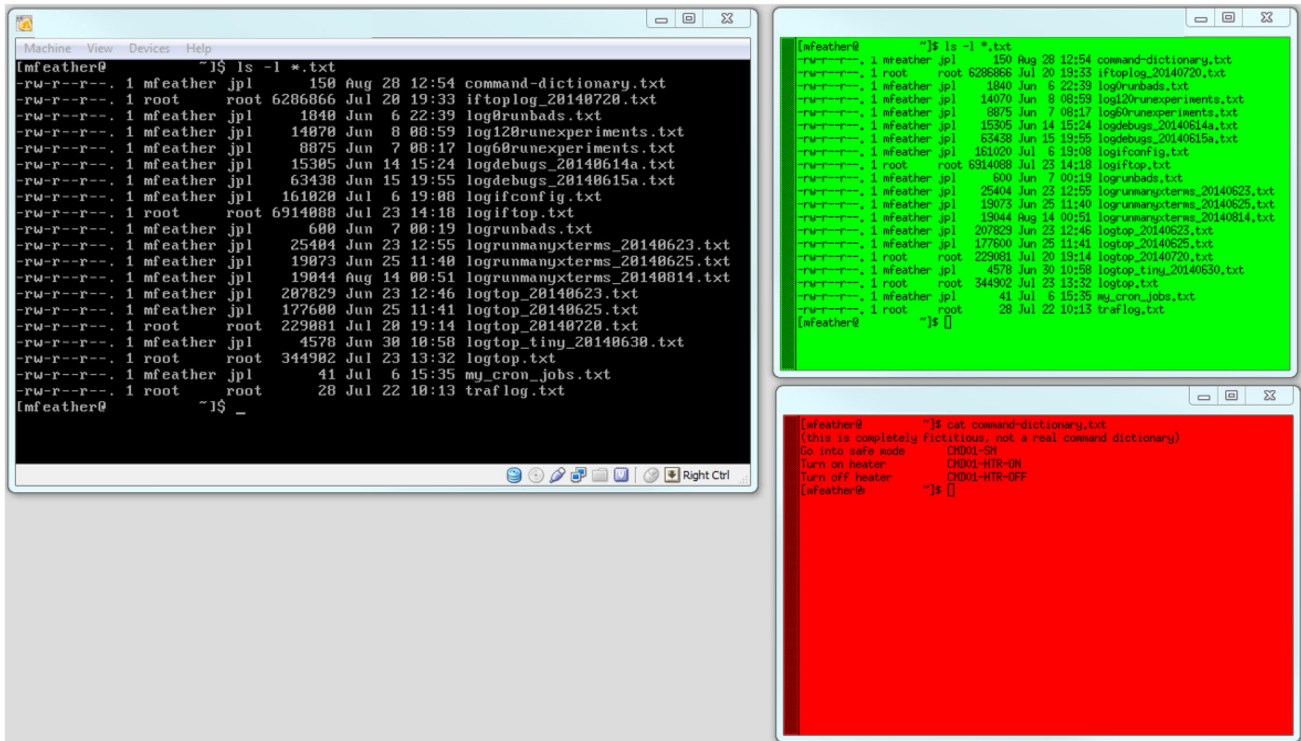 Machine View Devices Help
[mfeather@ ~]$ ls -l *.txt
-rw-r--r--. 1 mfeather jpl 150 Aug 28 12:54 command-dictionary.txt
-rw-r--r--. 1 root root 6286866 Jul 20 19:33 iftoplog_20140720.txt
-rw-r--r--. 1 mfeather jpl 1840 Jun 6 22:39 log0runbads.txt
-rw-r--r--. 1 mfeather jpl 14070 Jun 8 08:59 log120runexperiments.txt
-rw-r--r--. 1 mfeather jpl 8875 Jun 7 08:17 log60runexperiments.txt
-rw-r--r--. 1 mfeather jpl 15305 Jun 14 15:24 logdebugs_20140614a.txt
-rw-r--r--. 1 mfeather jpl 63438 Jun 15 19:55 logdebugs_20140615a.txt
-rw-r--r--. 1 mfeather jpl 161020 Jul 6 19:08 logifconfig.txt
-rw-r--r--. 1 root root 6914088 Jul 23 14:18 logiftop.txt
-rw-r--r--. 1 mfeather jpl 600 Jun 7 00:19 logrunbads.txt
-rw-r--r--. 1 mfeather jpl 25404 Jun 23 12:55 logrunmanyxterms_20140623.txt
-rw-r--r--. 1 mfeather jpl 19073 Jun 25 11:40 logrunmanyxterms_20140625.txt
-rw-r--r--. 1 mfeather jpl 19044 Aug 14 00:51 logrunmanyxterms_20140814.txt
-rw-r--r--. 1 mfeather jpl 207829 Jun 23 12:46 logtop_20140623.txt
-rw-r--r--. 1 mfeather jpl 177600 Jun 25 11:41 logtop_20140625.txt
-rw-r--r--. 1 root root 229081 Jul 20 19:14 logtop_20140720.txt
-rw-r--r--. 1 mfeather jpl 4578 Jun 30 10:58 logtop_tiny_20140630.txt
-rw-r--r--. 1 root root 344902 Jul 23 13:32 logtop.txt
-rw-r--r--. 1 mfeather jpl 41 Jul 6 15:35 my_cron_jobs.txt
-rw-r--r--. 1 root root 28 Jul 22 10:13 traflog.txt
[mfeather@ ~]$ _
Right Ctrl
[mfeather@ ~]$ ls -l *.txt
-rw-r--r--. 1 mfeather jpl 150 Aug 28 12:54 command-dictionary.txt
-rw-r--r--. 1 root root 6286866 Jul 20 19:33 iftoplog_20140720.txt
-rw-r--r--. 1 mfeather jpl 1840 Jun 6 22:39 log0runbads.txt
-rw-r--r--. 1 mfeather jpl 14070 Jun 8 08:59 log120runexperiments.txt
-rw-r--r--. 1 mfeather jpl 8875 Jun 7 08:17 log60runexperiments.txt
-rw-r--r--. 1 mfeather jpl 15305 Jun 14 15:24 logdebugs_20140614a.txt
-rw-r--r--. 1 mfeather jpl 63438 Jun 15 19:55 logdebugs_20140615a.txt
-rw-r--r--. 1 mfeather jpl 161020 Jul 6 19:08 logifconfig.txt
-rw-r--r--. 1 root root 6914088 Jul 23 14:18 logiftop.txt
-rw-r--r--. 1 mfeather jpl 600 Jun 7 00:19 logrunbads.txt
-rw-r--r--. 1 mfeather jpl 25404 Jun 23 12:55 logrunmanyxterms_20140623.txt
-rw-r--r--. 1 mfeather jpl 19073 Jun 25 11:40 logrunmanyxterms_20140625.txt
-rw-r--r--. 1 mfeather jpl 19044 Aug 14 00:51 logrunmanyxterms_20140814.txt
-rw-r--r--. 1 mfeather jpl 207829 Jun 23 12:46 logtop_20140623.txt
-rw-r--r--. 1 mfeather jpl 177600 Jun 25 11:41 logtop_20140625.txt
-rw-r--r--. 1 root root 229081 Jul 20 19:14 logtop_20140720.txt
-rw-r--r--. 1 mfeather jpl 4578 Jun 30 10:58 logtop_tiny_20140630.txt
-rw-r--r--. 1 root root 344902 Jul 23 13:32 logtop.txt
-rw-r--r--. 1 mfeather jpl 41 Jul 6 15:35 my_cron_jobs.txt
-rw-r--r--. 1 root root 28 Jul 22 10:13 traflog.txt
[mfeather@ ~]$
[mfeather@ ~]$ cat command-dictionary.txt
(this is completely fictitious, not a real command dictionary)
Go into safe mode CMD01-SM
Turn on heater CMD01-HTR-ON
Turn off heater CMD01-HTR-OFF
[mfeather@ ~]$